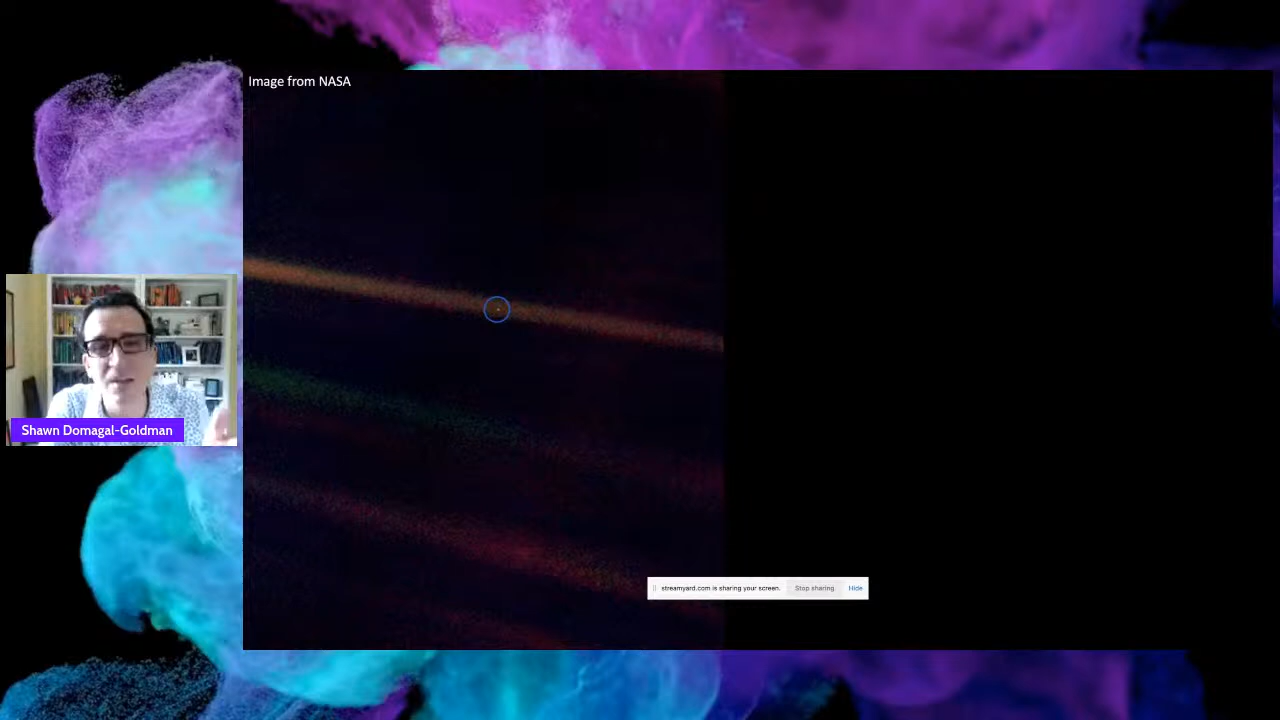 Image from NASA
Shawn Domagal-Goldman
streamyard.com is sharing your screen. Stop sharing Hide